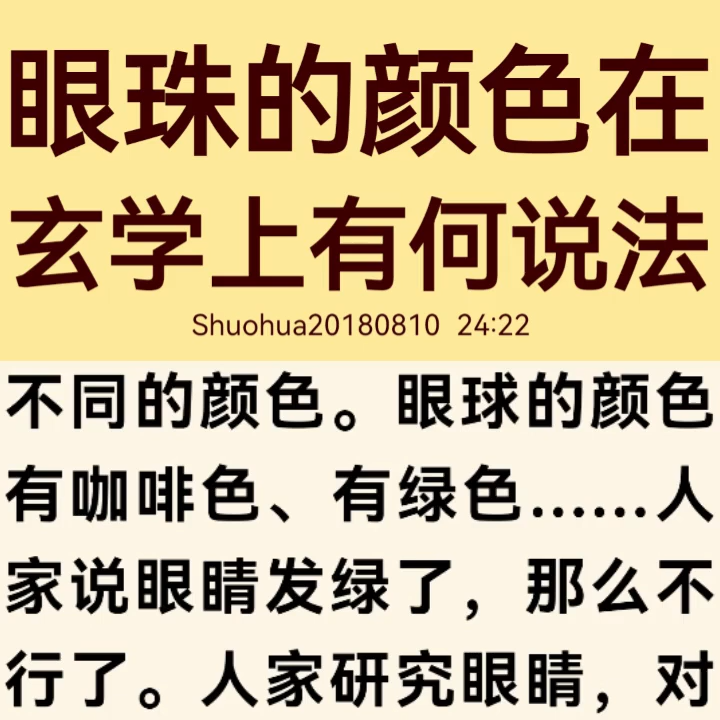 眼珠的颜色在
玄学上有何说法
Shuohua20180810 24:22
不同的颜色。眼球的颜色
有咖啡色、有绿色……人
家说眼睛发绿了，那么不
行了。人家研究眼睛，对